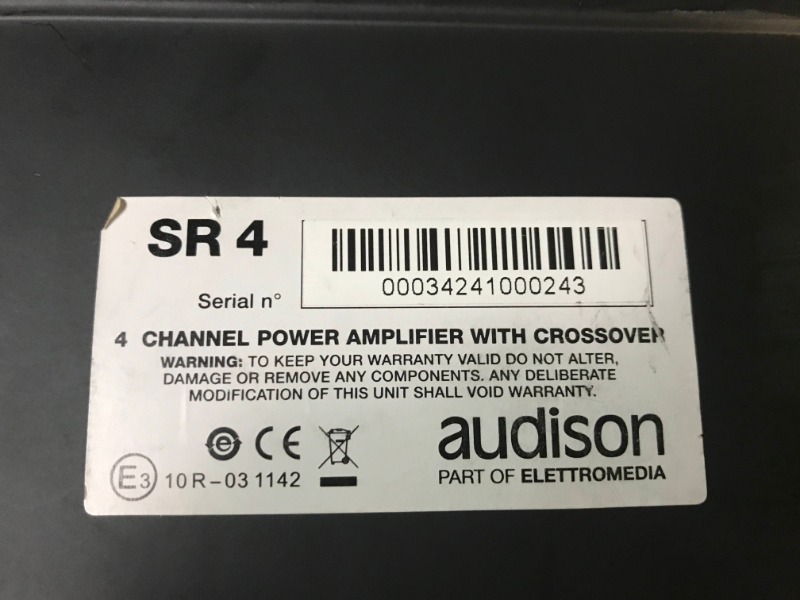 SR 4
00034241000243
Serial n°
4 CHANNEL POWER AMPLIFIER WITH CROSSOVER
WARNING: TO KEEP YOUR WARRANTY VALID DO NOT ALTER,
DAMAGE OR REMOVE ANY COMPONENTS. ANY DELIBERATE
MODIFICATION OF THIS UNIT SHALL VOID WARRANTY.
e CE
audison
E3 10 R-03 1142
PART OF ELETTROMEDIA